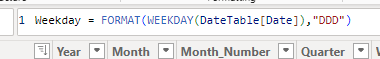 1 Weekday = FORMAT(WEEKDAY(DateTable[Date]),"DDD")
Year Month Month_Number Quarter